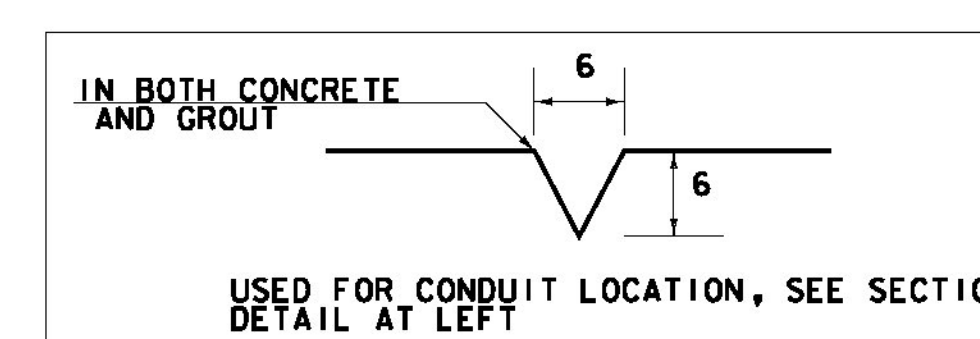 6
IN BOTH CONCRETE
AND GROUT
6
USED FOR CONDUIT LOCATION, SEE
DETAIL AT LEFT